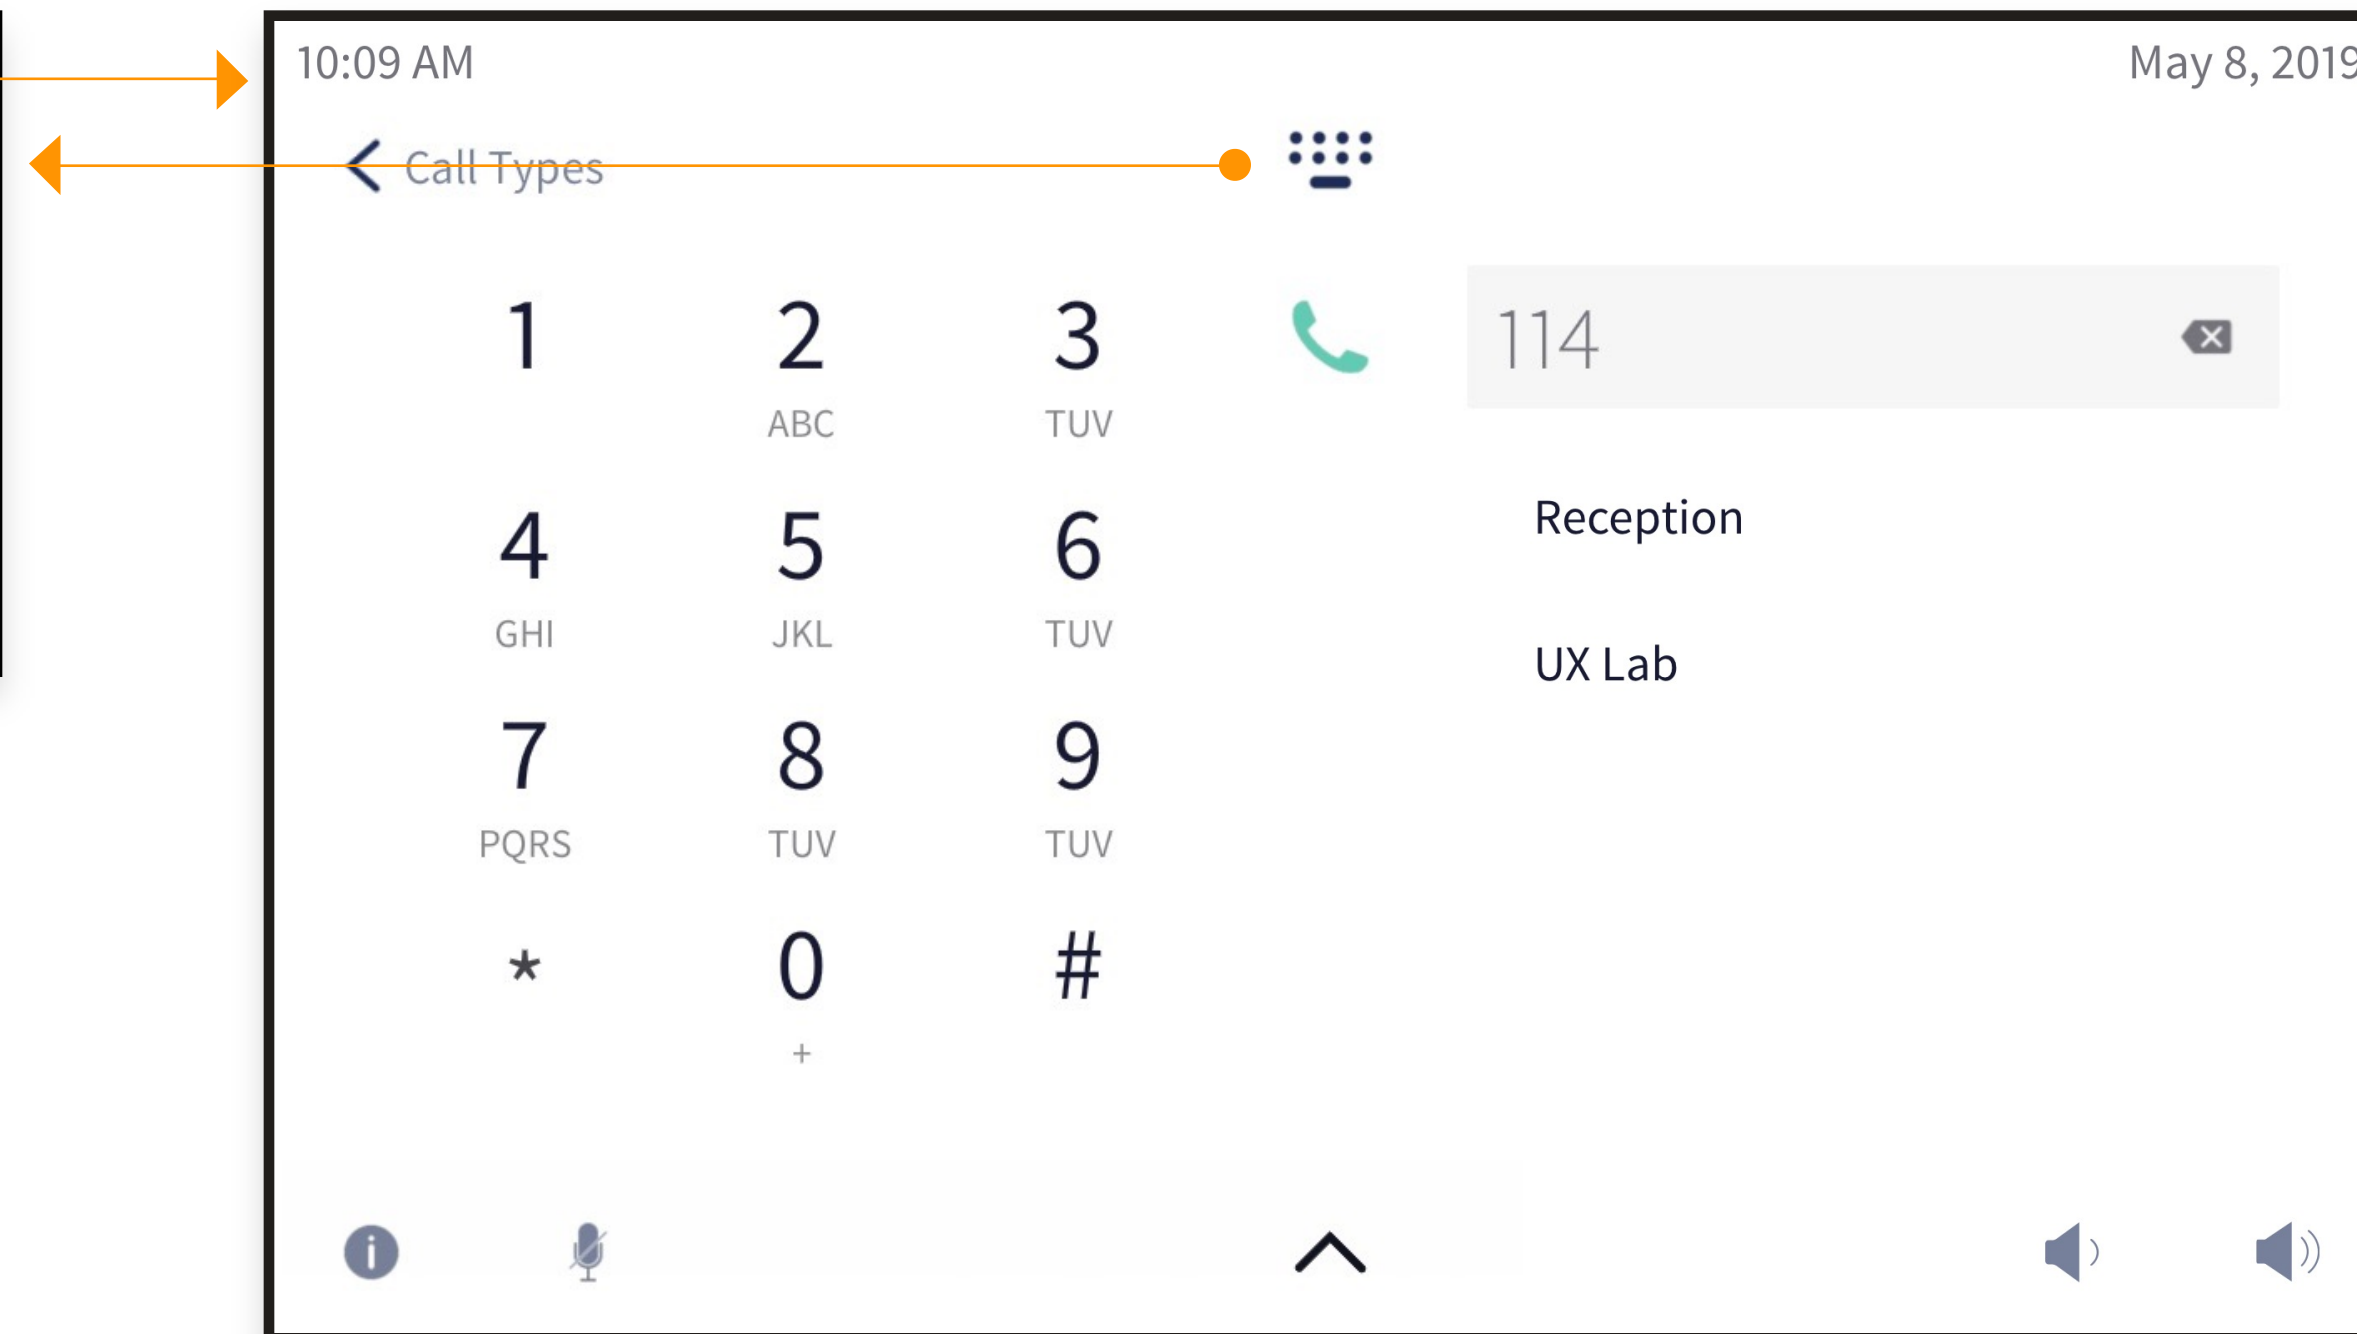 10:09 AM
May 8, 2019
Call Types
1 2 3
114
ABC TUV
Reception
4 5 6
GHI JKL TUV
UX Lab
7 8 9
PQRS TUV TUV
* 0 #
+